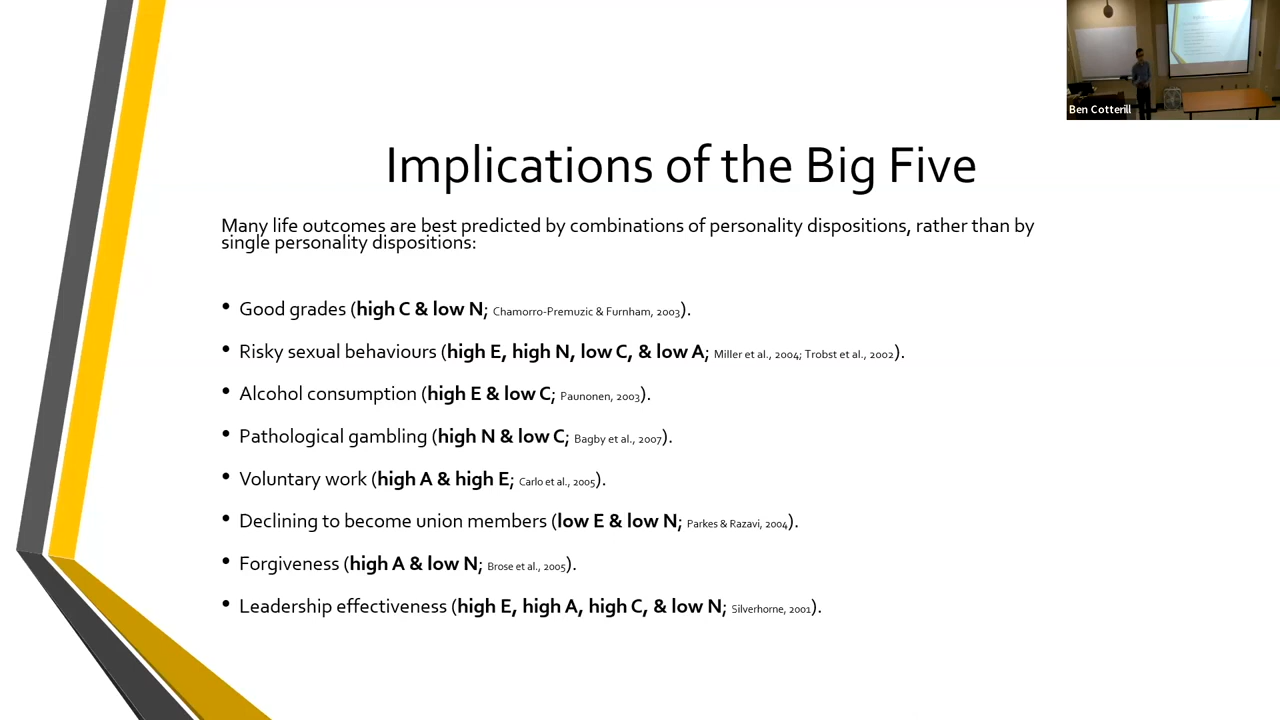 Ben Cotterill
Implications of the Big Five
Many life outcomes are best predicted by combinations of personality dispositions, rather than by
single personality dispositions:
• Good grades (high C & low N; Chamorro-Premuzic & Furnham, 2003).
• Risky sexual behaviours (high E, high N, low C, & low A; Miller et al., 2004; Trobst et al., 2002).
• Alcohol consumption (high E & low C; Paunonen, 2003).
• Pathological gambling (high N & low C; Bagby et al., 2007).
• Voluntary work (high A & high E; Carlo et al., 2005).
• Declining to become union members (low E & low N; Parkes & Razavi, 2004).
• Forgiveness (high A & low N; Brose et al., 2005).
• Leadership effectiveness (high E, high A, high C, & low N; Silverhorne, 2001).